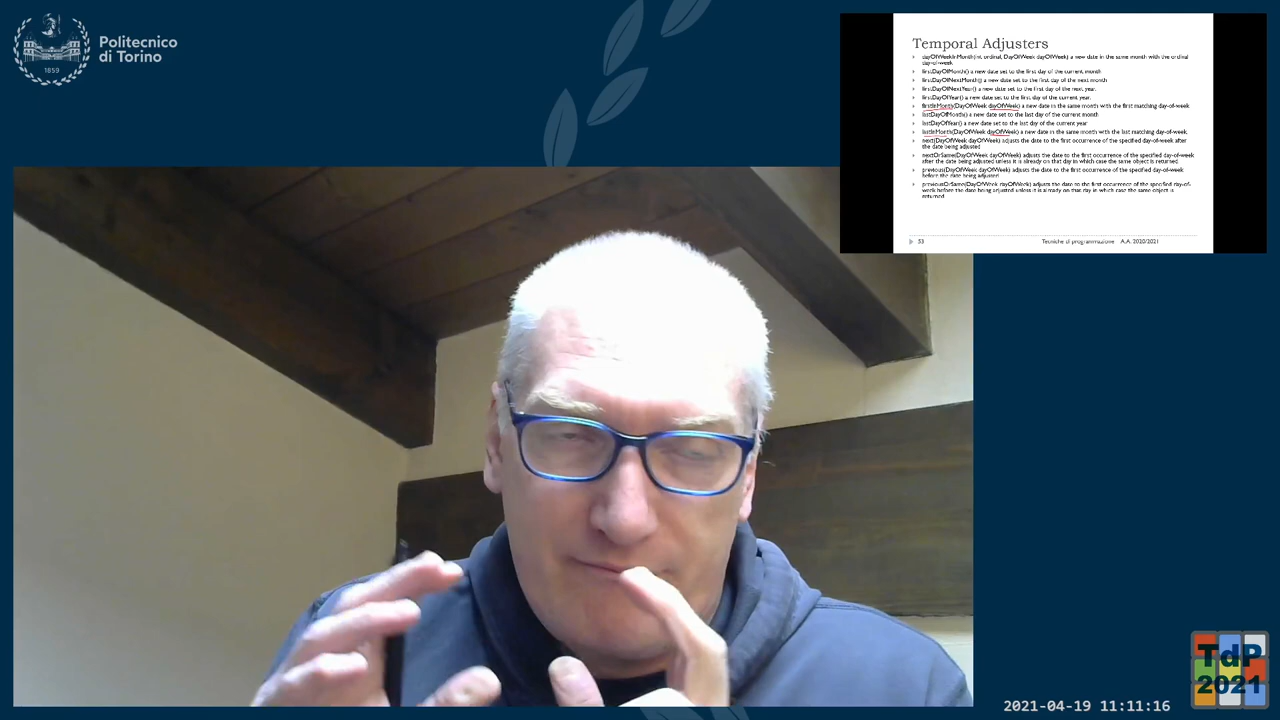 Politecnico
di Torino
1859
Temporal Adjusters
dayOfWeekInMonth(int ordinal, DayOfWeek dayOfWeek) a new date in the same month with the ordinal
day-of-week
firstDayOfMonth() a new date set to the first day of the current month
firstDayOfNextMonth() a new date set to the first day of the next month
firstDayOfNextYear() a new date set to the first day of the next year.
firstDayOfYear() a new date set to the first day of the current year.
firstInMonth(DayOfWeek dayOfWeek) a new date in the same month with the first matching day-of-week
lastDayOfMonth() a new date set to the last day of the current month
lastDayOfYear() a new date set to the last day of the current year
lastInMonth(DayOfWeek dayOfWeek) a new date in the same month with the last matching day-of-week
next(DayOfWeek dayOfWeek) adjusts the date to the first occurrence of the specified day-of-week after
the date being adjusted
nextOrSame(DayOfWeek dayOfWeek) adjusts the date to the first occurrence of the specified day-of-week
after the date being adjusted unless it is already on that day in which case the same object is returned
previous(DayOfWeek dayOfWeek) adjusts the date to the first occurrence of the specified day-of-week
before the date being adjusted
previousOrSame(DayOfWeek dayOfWeek) adjusts the date to the first occurrence of the specified day-of-
week before the date being adjusted unless it is already on that day in which case the same object is
returned
53
Tecniche di programmazione A.A. 2020/2021
TdP
2021
2021-04-19 11:11:16